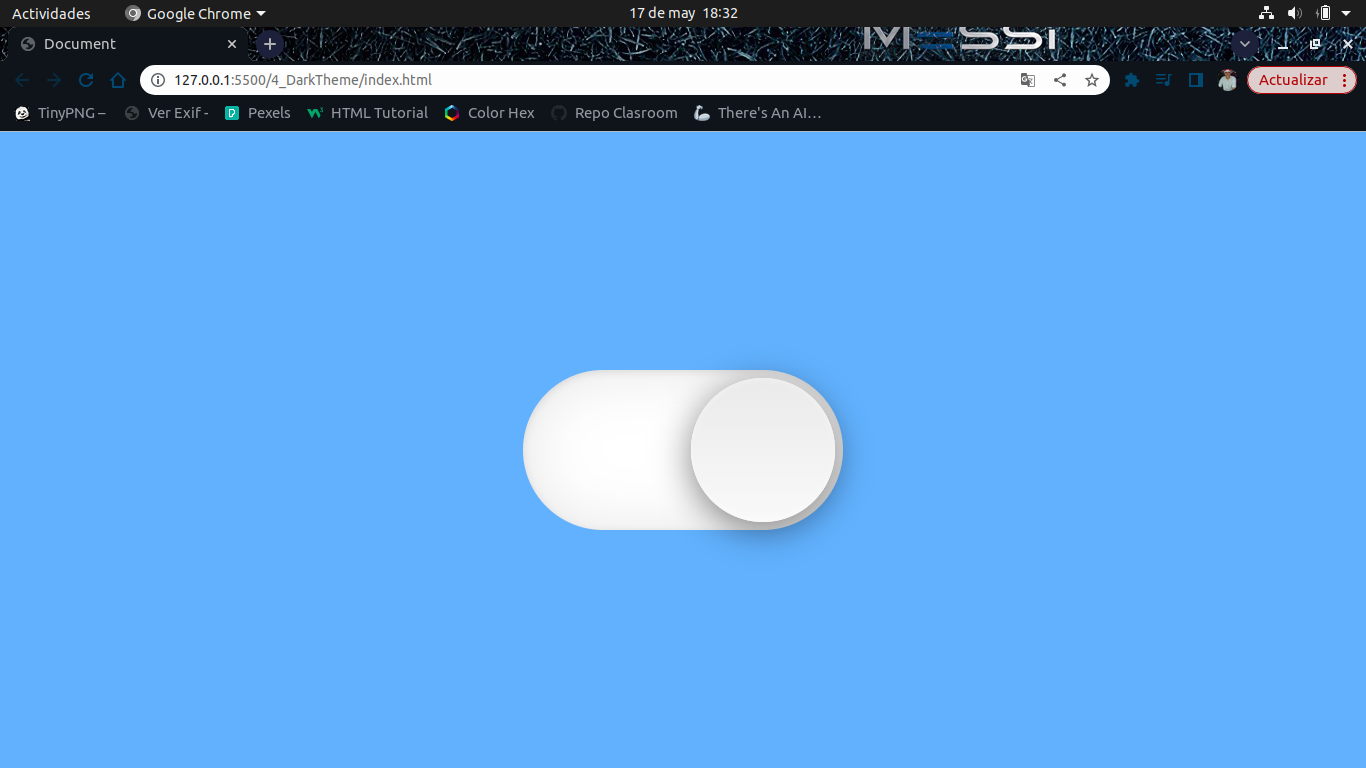 Actividades Google Chrome 17 de may 18:32
MESSI
Document
127.0.0.1:5500/4_DarkTheme/index.html Actualizar
TinyPNG – Ver Exif - Pexels HTML Tutorial Color Hex Repo Clasroom There's An AI…